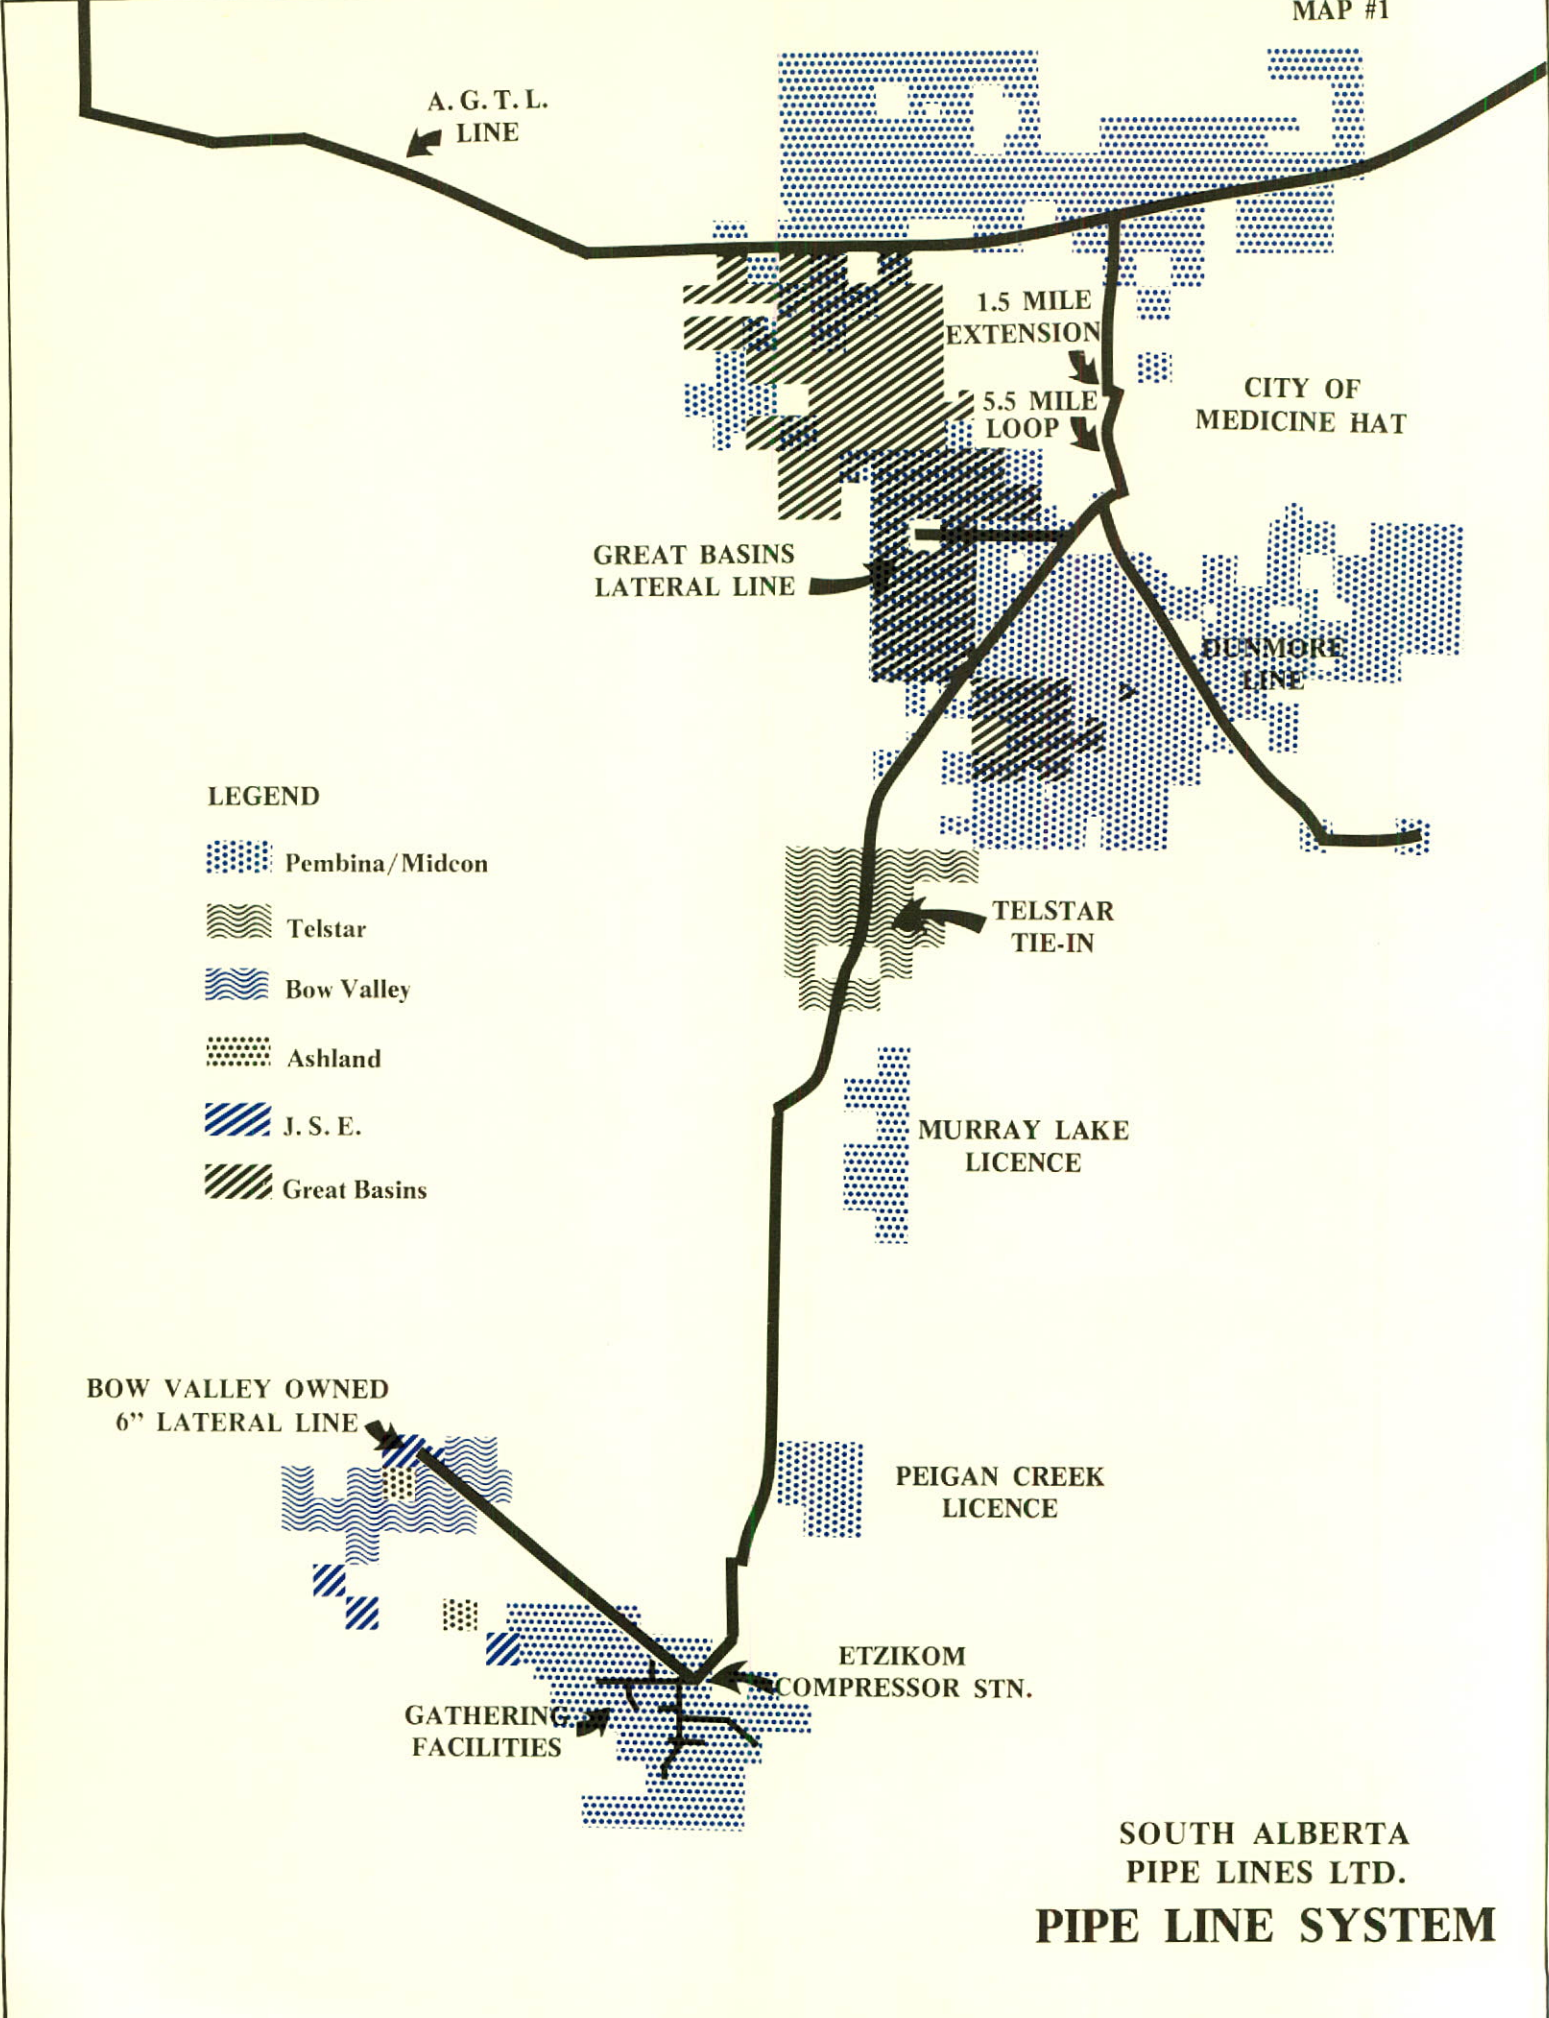 MAP #1
A. G. T. L.
LINE
1.5 MILE
EXTENSION
5.5 MILE
LOOP
CITY OF
MEDICINE HAT
GREAT BASINS
LATERAL LINE
DUNMORE
LINE
LEGEND
Pembina/Midcon
Telstar
Bow Valley
Ashland
J. S. E.
Great Basins
TELSTAR
TIE-IN
MURRAY LAKE
LICENCE
BOW VALLEY OWNED
6” LATERAL LINE
PEIGAN CREEK
LICENCE
ETZIKOM
COMPRESSOR STN.
GATHERING
FACILITIES
SOUTH ALBERTA
PIPE LINES LTD.
PIPE LINE SYSTEM